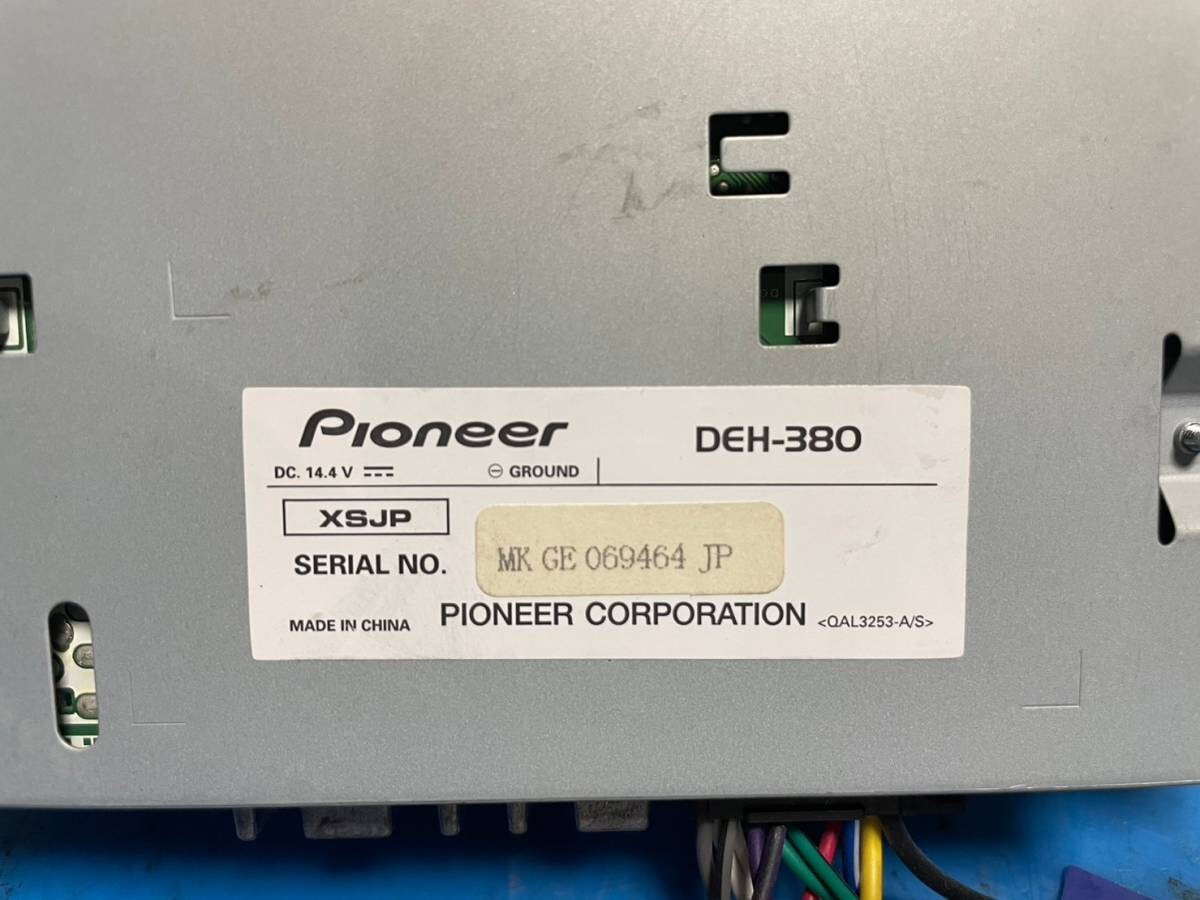 Pioneer DEH-380
DC. 14.4 V ⎓ ⊖ GROUND
XSJP
SERIAL NO. MK GE 069464 JP
MADE IN CHINA PIONEER CORPORATION <QAL3253-A/S>